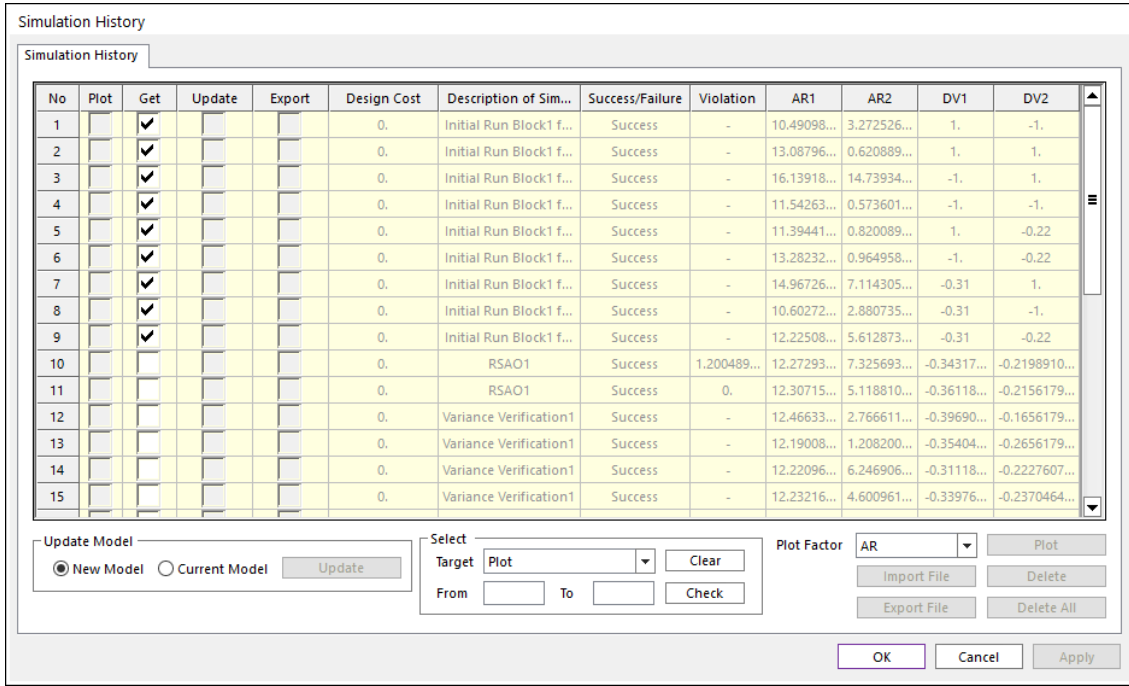 Simulation History
Simulation History
No Plot Get Update Export Design Cost Description of Sim... Success/Failure Violation AR1 AR2 DV1 DV2
1 0. Initial Run Block1 f... Success - 10.49098... 3.272526... 1. -1.
2 0. Initial Run Block1 f... Success - 13.08796... 0.620889... 1. 1.
3 0. Initial Run Block1 f... Success - 16.13918... 14.73934... -1. 1.
4 0. Initial Run Block1 f... Success - 11.54263... 0.573601... -1. -1.
5 0. Initial Run Block1 f... Success - 11.39441... 0.820089... 1. -0.22
6 0. Initial Run Block1 f... Success - 13.28232... 0.964958... -1. -0.22
7 0. Initial Run Block1 f... Success - 14.96726... 7.114305... -0.31 1.
8 0. Initial Run Block1 f... Success - 10.60272... 2.880735... -0.31 -1.
9 0. Initial Run Block1 f... Success - 12.22508... 5.612873... -0.31 -0.22
10 0. RSAO1 Success 1.200489... 12.27293... 7.325693... -0.34317... -0.2198910...
11 0. RSAO1 Success 0. 12.30715... 5.118810... -0.36118... -0.2156179...
12 0. Variance Verification1 Success - 12.46633... 2.766611... -0.39690... -0.1656179...
13 0. Variance Verification1 Success - 12.19008... 1.208200... -0.35404... -0.2656179...
14 0. Variance Verification1 Success - 12.22096... 6.246906... -0.31118... -0.2227607...
15 0. Variance Verification1 Success - 12.23216... 4.600961... -0.33976... -0.2370464...
Update Model
New Model Current Model Update
Select
Target Plot Clear
From To Check
Plot Factor AR Plot
Import File Delete
Export File Delete All
OK Cancel Apply